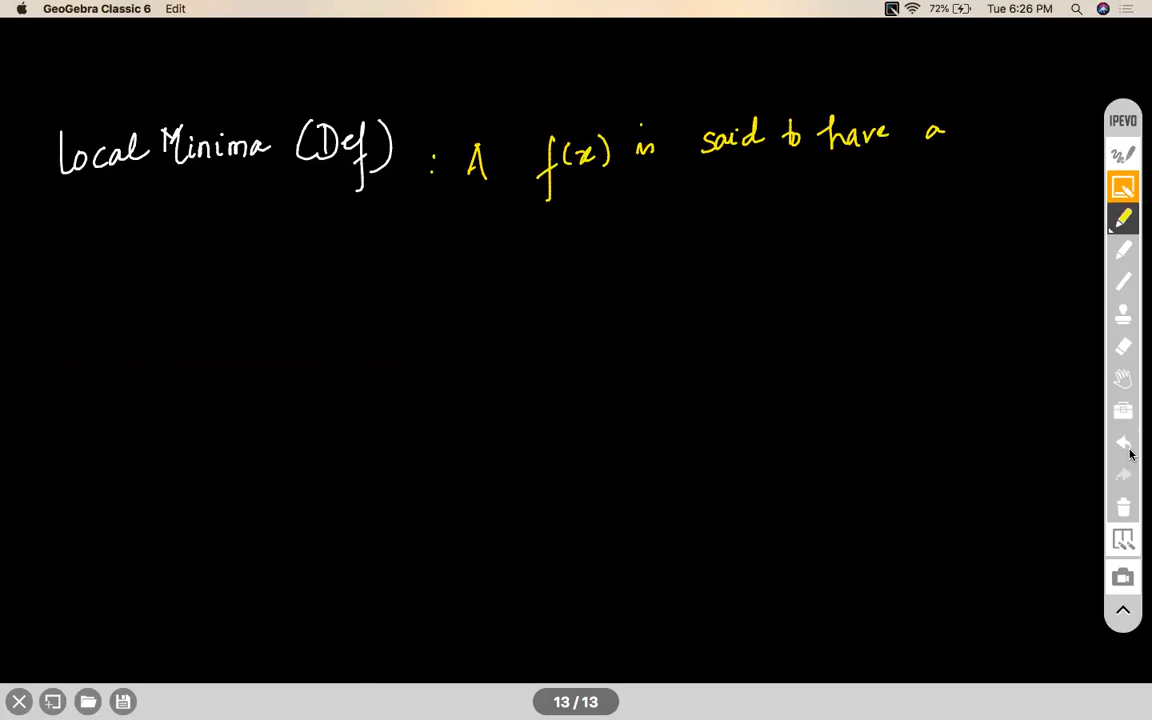 GeoGebra Classic 6 Edit 72% Tue 6:26 PM
Local Minima (Def) : A f(x) is said to have a
IPEVO
13 / 13